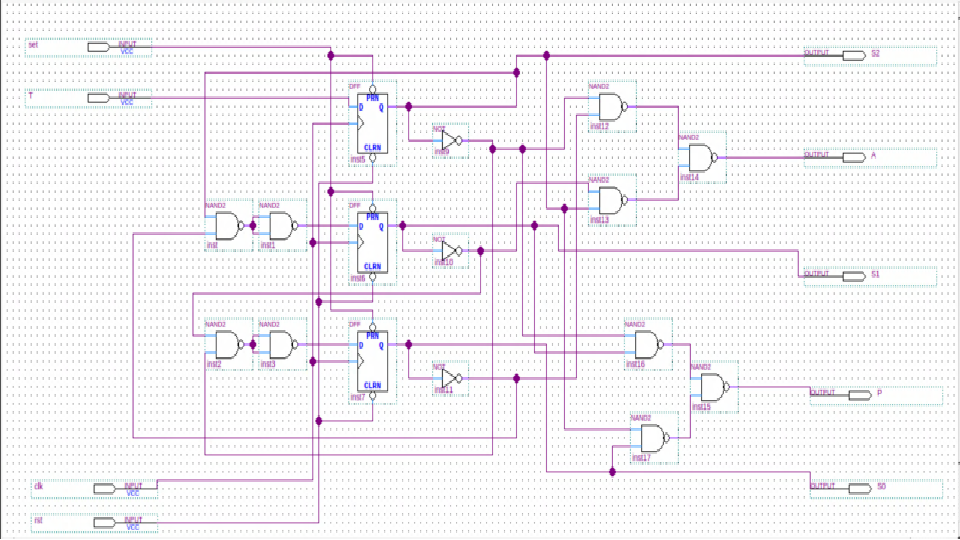 set INPUT VCC
OUTPUT S2
T INPUT VCC
DFF
PRN
D Q
CLRN
inst5
NOT
inst9
NAND2
inst12
NAND2
inst14
OUTPUT A
NAND2
inst13
NAND2
inst
NAND2
inst1
DFF
PRN
D Q
CLRN
inst6
NOT
inst10
OUTPUT S1
NAND2
inst2
NAND2
inst3
DFF
PRN
D Q
CLRN
inst7
NOT
inst11
NAND2
inst16
NAND2
inst15
OUTPUT P
NAND2
inst17
clk INPUT VCC
OUTPUT S0
rst INPUT VCC